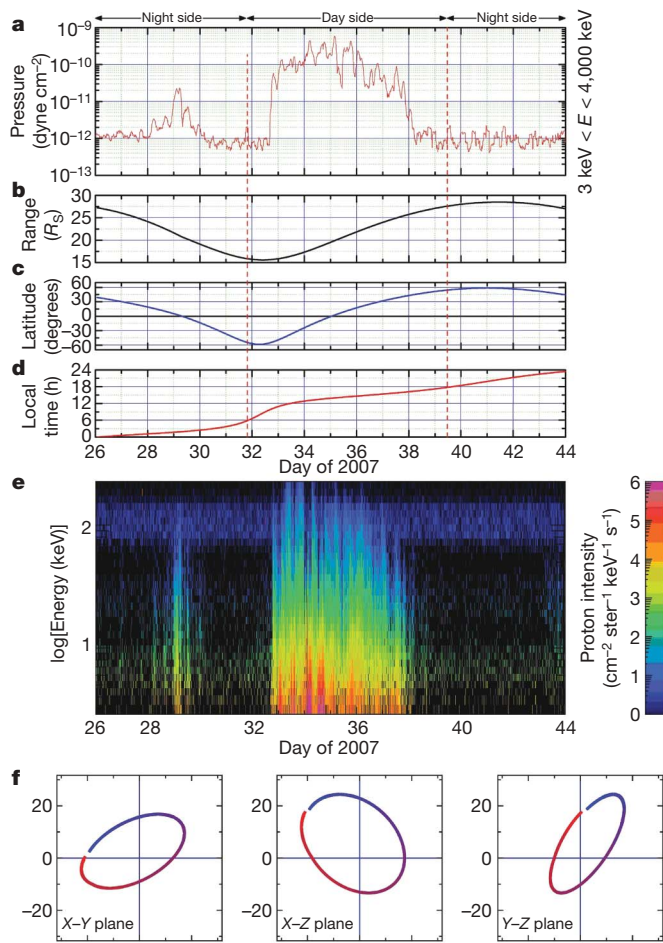 Night side Day side Night side
a
10⁻⁹
10⁻¹⁰
10⁻¹¹
10⁻¹²
10⁻¹³
Pressure
(dyne cm⁻²)
3 keV < E < 4,000 keV
b
30
25
20
15
Range
(R_S)
c
60
30
0
−30
−60
Latitude
(degrees)
d
24
18
12
6
0
Local
time (h)
26 28 30 32 34 36 38 40 42 44
Day of 2007
e
2
1
log[Energy (keV)]
26 28 32 36 40 44
Day of 2007
6
5
4
3
2
1
0
Proton intensity
(cm⁻² ster⁻¹ keV⁻¹ s⁻¹)
f
20
0
−20
X–Y plane
20
0
−20
X–Z plane
20
0
−20
Y–Z plane